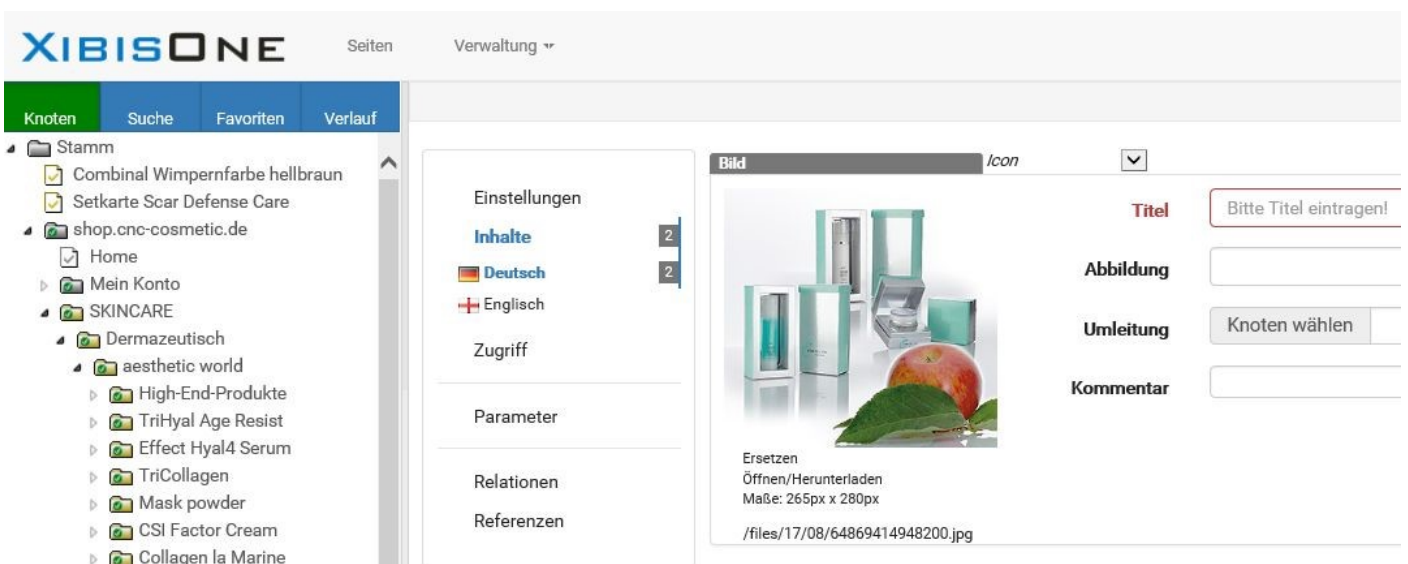 XIBISONE Seiten Verwaltung
Knoten Suche Favoriten Verlauf
Stamm
Combinal Wimpernfarbe hellbraun
Setkarte Scar Defense Care
shop.cnc-cosmetic.de
Home
Mein Konto
SKINCARE
Dermazeutisch
aesthetic world
High-End-Produkte
TriHyal Age Resist
Effect Hyal4 Serum
TriCollagen
Mask powder
CSI Factor Cream
Collagen la Marine
Einstellungen
Inhalte 2
Deutsch 2
Englisch
Zugriff
Parameter
Relationen
Referenzen
Bild Icon
Titel Bitte Titel eintragen!
Abbildung
Umleitung Knoten wählen
Kommentar
Ersetzen
Öffnen/Herunterladen
Maße: 265px x 280px
/files/17/08/64869414948200.jpg